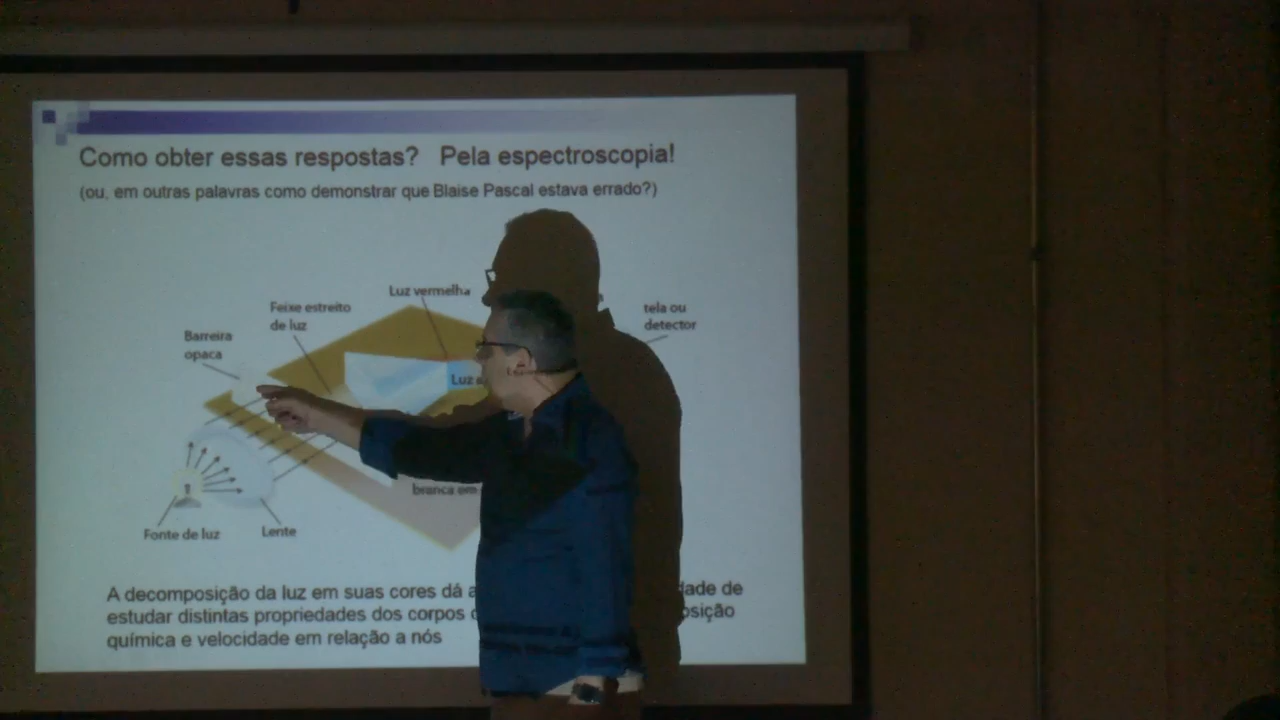 Como obter essas respostas? Pela espectroscopia!
(ou, em outras palavras como demonstrar que Blaise Pascal estava errado?)
Luz vermelha
Feixe estreito
de luz
tela ou
detector
Barreira
opaca
Luz
branca em
Fonte de luz
Lente
A decomposição da luz em suas cores dá a dade de
estudar distintas propriedades dos corpos osição
química e velocidade em relação a nós